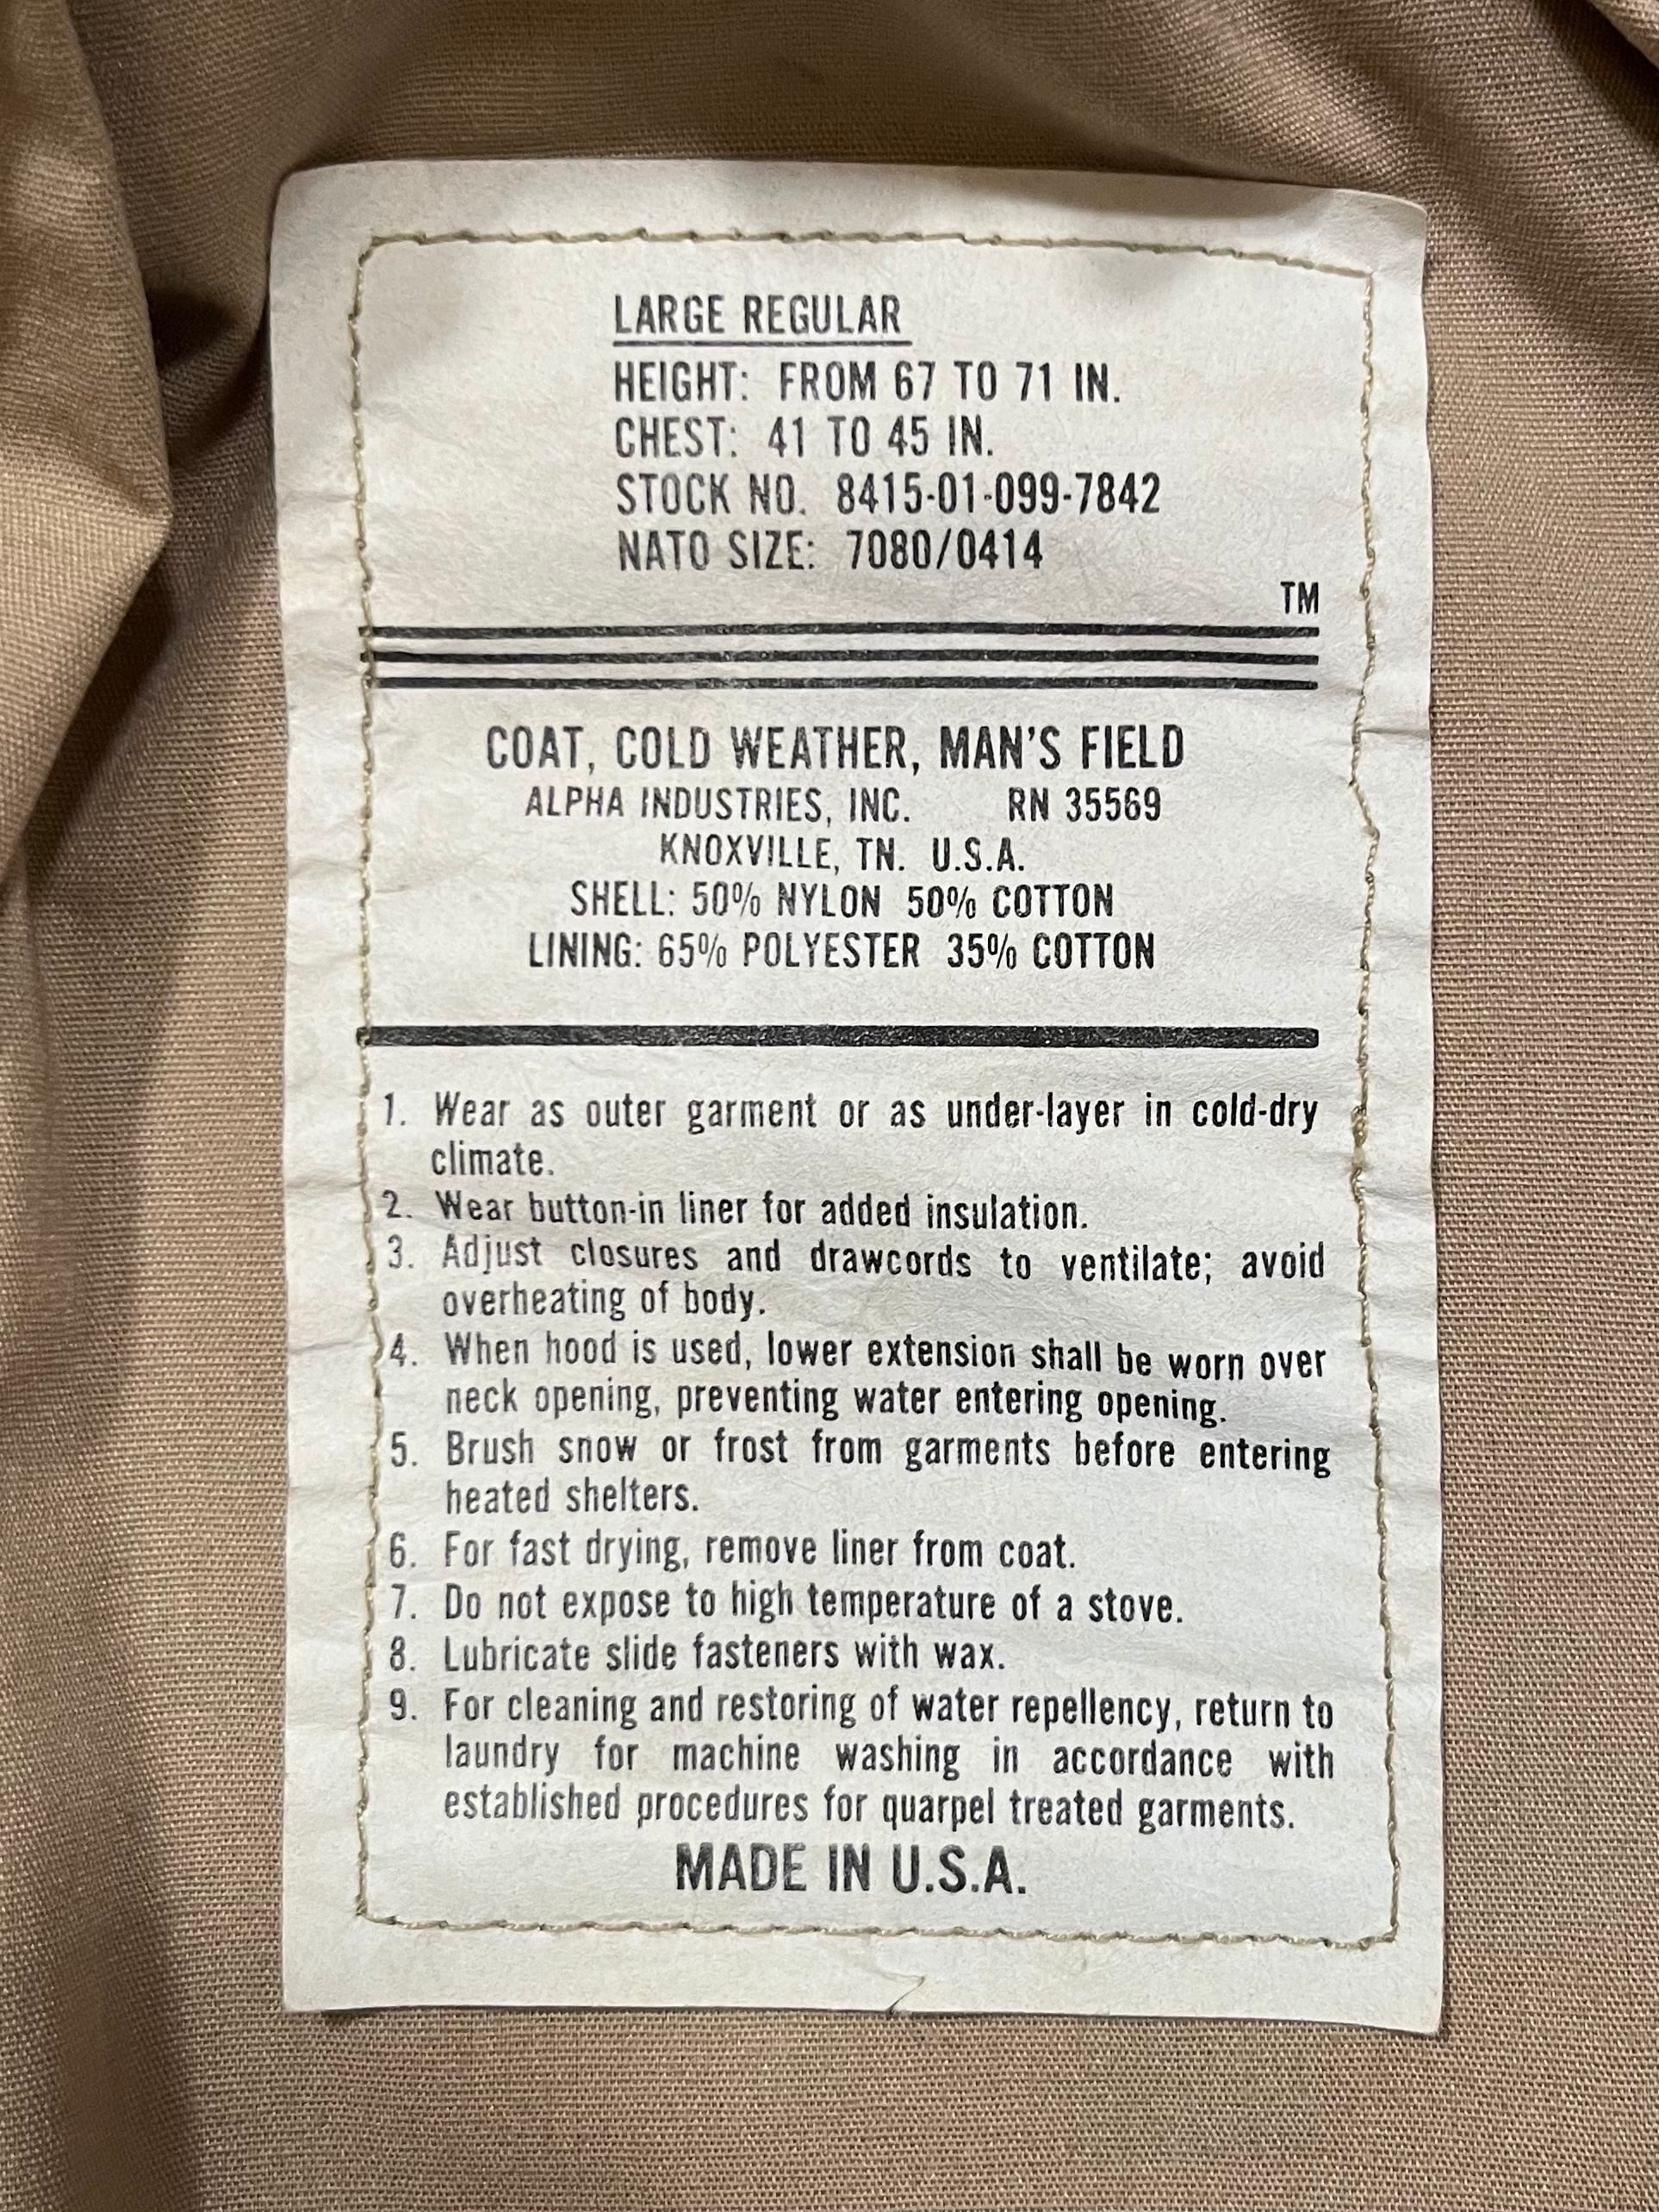 LARGE REGULAR
HEIGHT: FROM 67 TO 71 IN.
CHEST: 41 TO 45 IN.
STOCK NO. 8415-01-099-7842
NATO SIZE: 7080/0414
TM
COAT, COLD WEATHER, MAN'S FIELD
ALPHA INDUSTRIES, INC. RN 35569
KNOXVILLE, TN. U.S.A.
SHELL: 50% NYLON 50% COTTON
LINING: 65% POLYESTER 35% COTTON
1. Wear as outer garment or as under-layer in cold-dry
climate.
2. Wear button-in liner for added insulation.
3. Adjust closures and drawcords to ventilate; avoid
overheating of body.
4. When hood is used, lower extension shall be worn over
neck opening, preventing water entering opening.
5. Brush snow or frost from garments before entering
heated shelters.
6. For fast drying, remove liner from coat.
7. Do not expose to high temperature of a stove.
8. Lubricate slide fasteners with wax.
9. For cleaning and restoring of water repellency, return to
laundry for machine washing in accordance with
established procedures for quarpel treated garments.
MADE IN U.S.A.